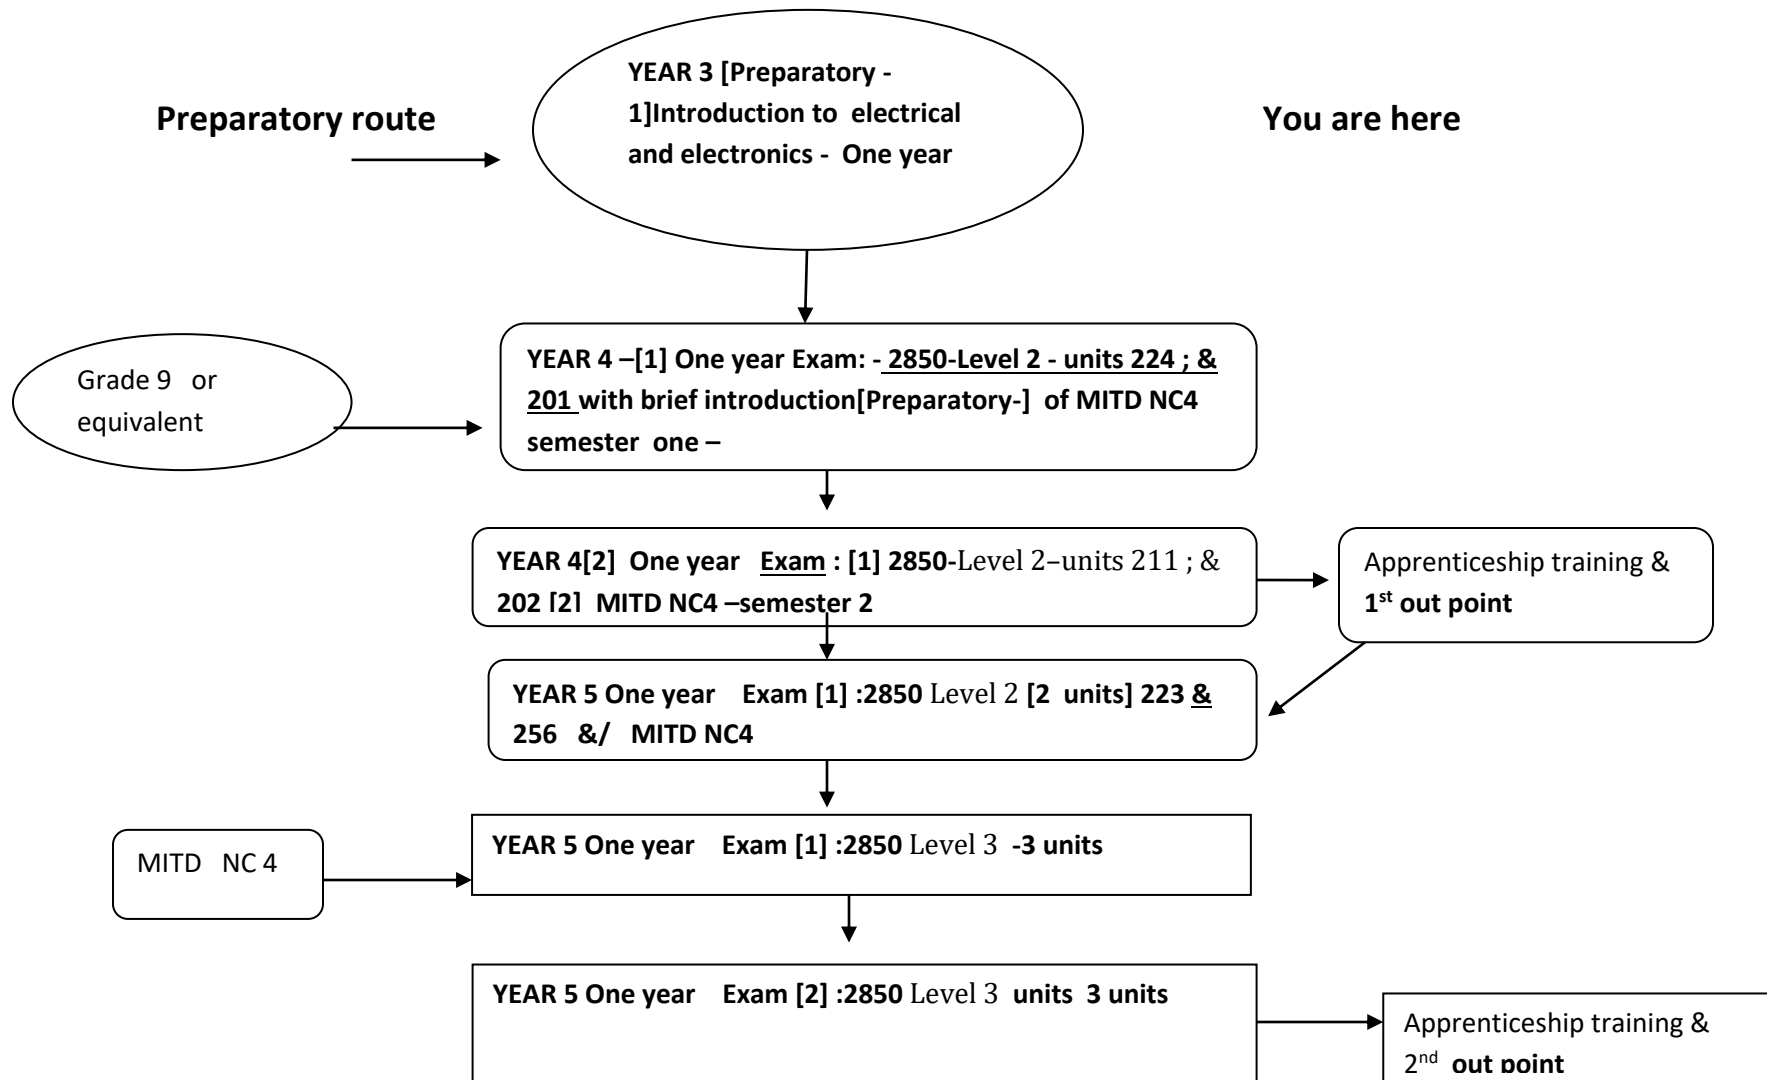 YEAR 3 [Preparatory -
1]Introduction to electrical
and electronics - One year
Preparatory route
You are here
YEAR 4 –[1] One year Exam: - 2850-Level 2 - units 224 ; &
201 with brief introduction[Preparatory-] of MITD NC4
semester one –
Grade 9 or
equivalent
YEAR 4[2] One year Exam : [1] 2850-Level 2–units 211 ; &
202 [2] MITD NC4 –semester 2
Apprenticeship training &
1st out point
YEAR 5 One year Exam [1] :2850 Level 2 [2 units] 223 &
256 &/ MITD NC4
YEAR 5 One year Exam [1] :2850 Level 3 -3 units
MITD NC 4
YEAR 5 One year Exam [2] :2850 Level 3 units 3 units
Apprenticeship training &
2nd out point